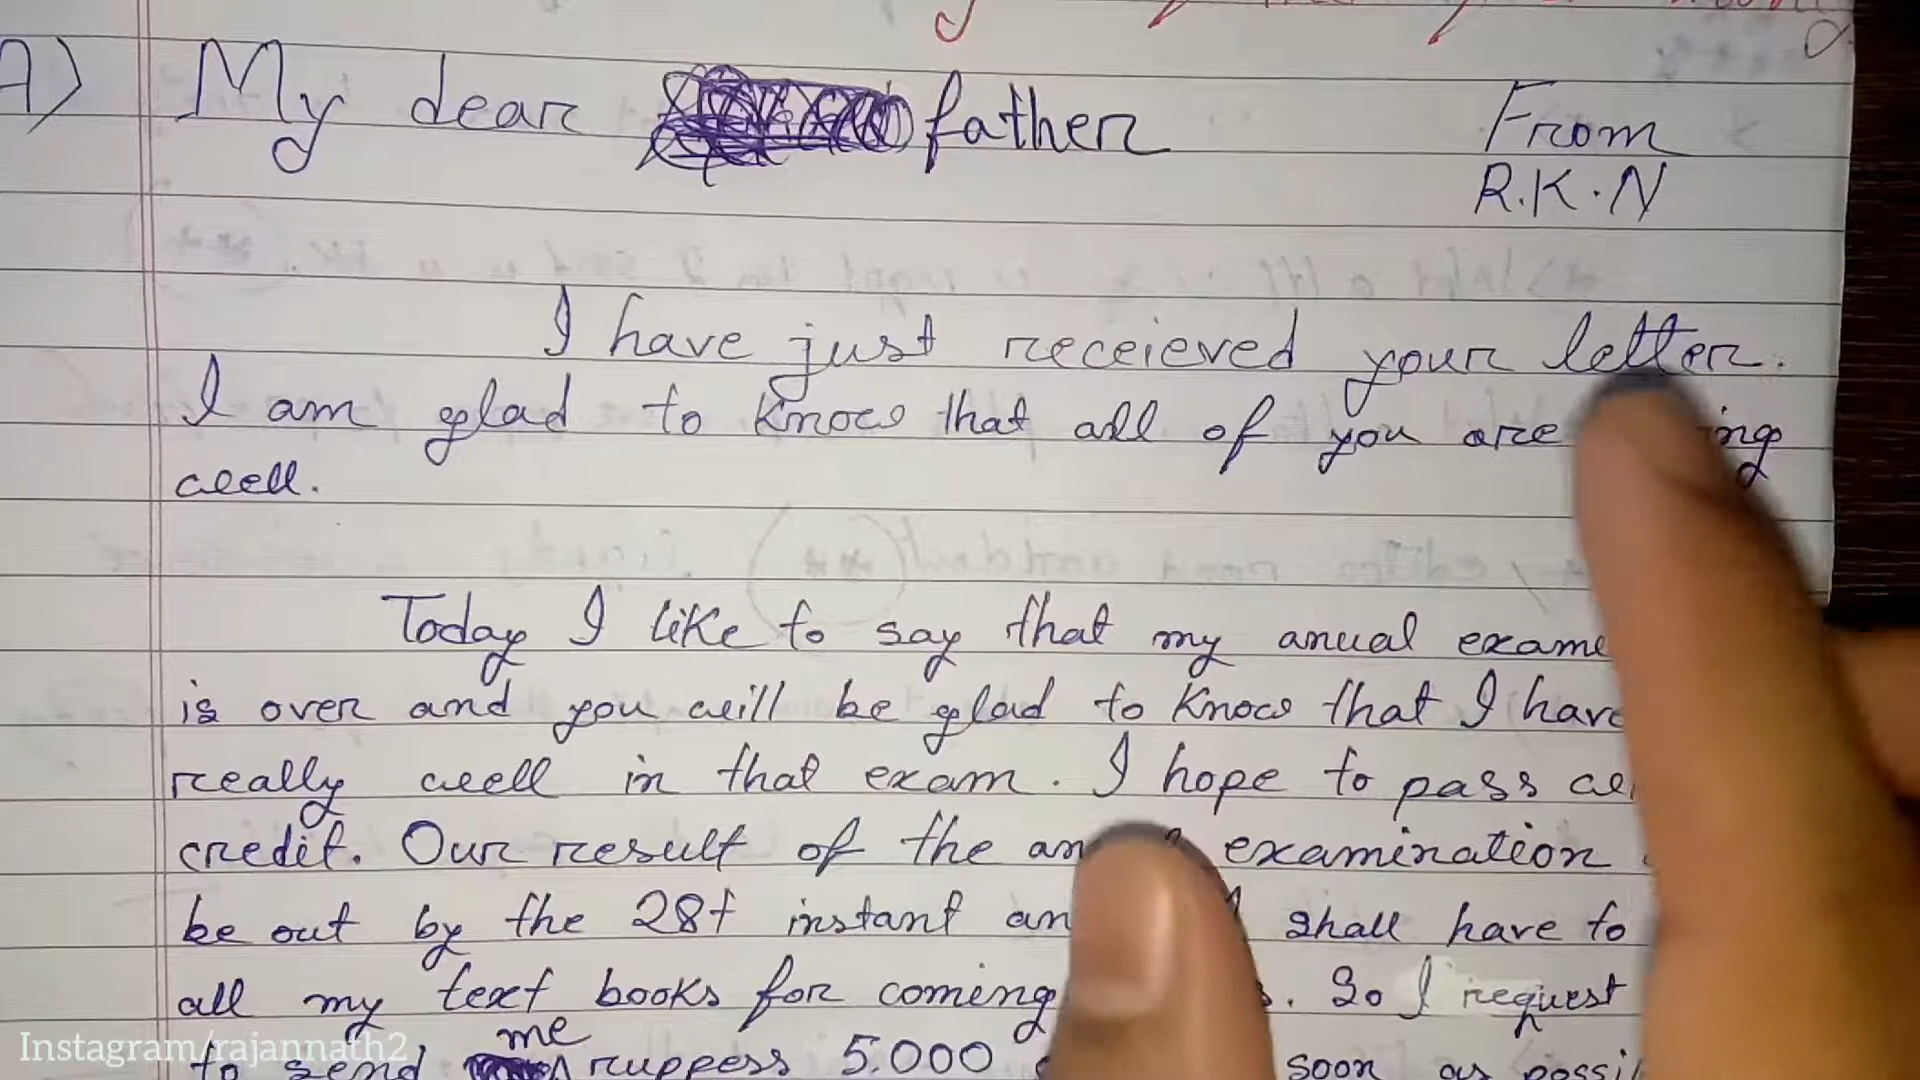 A) My dear father From
R.K.N
I have just receieved your letter.
I am glad to know that all of you are
well.
Today I like to say that my anual exame
is over and you will be glad to know that I have
really well in that exam. I hope to pass
credit. Our result of the examination
be out by the 28t instant shall have to
all my text books for coming So I request
me
to send ruppess 5.000 soon as
Instagram/rajannath2